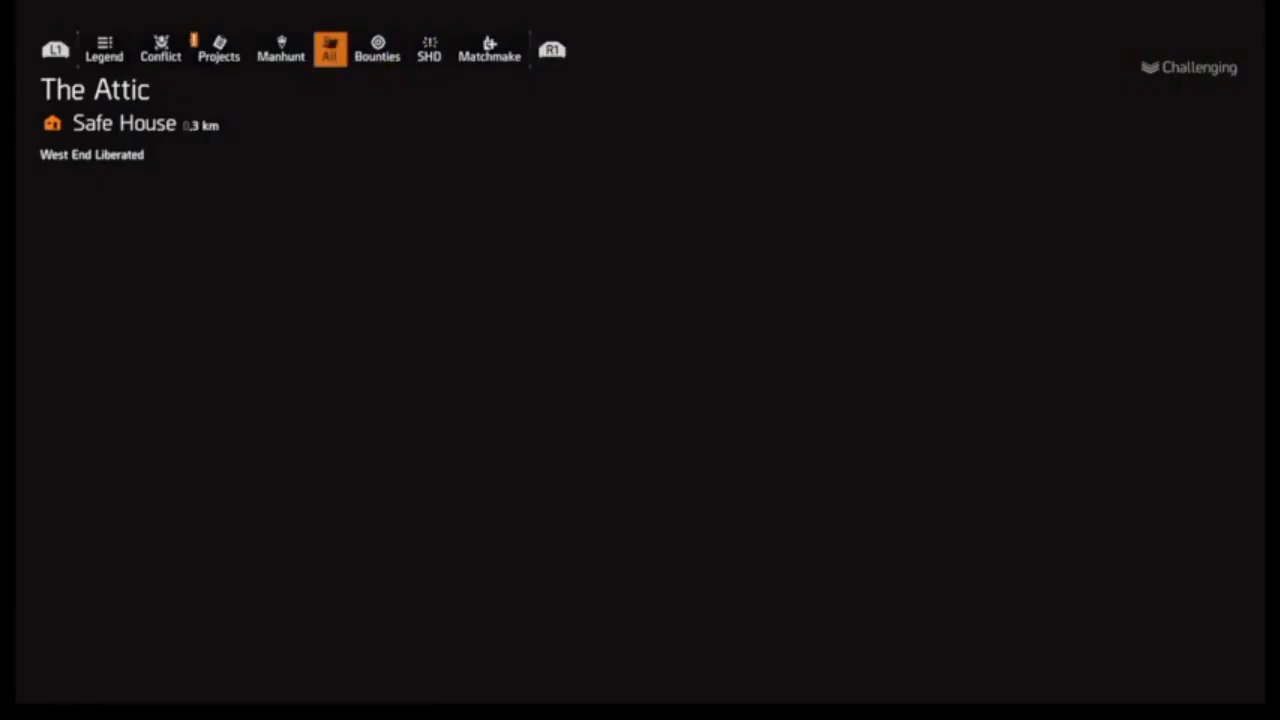 L1 Legend Conflict Projects Manhunt All Bounties SHD Matchmake R1
Challenging
The Attic
Safe House 0.3 km
West End Liberated